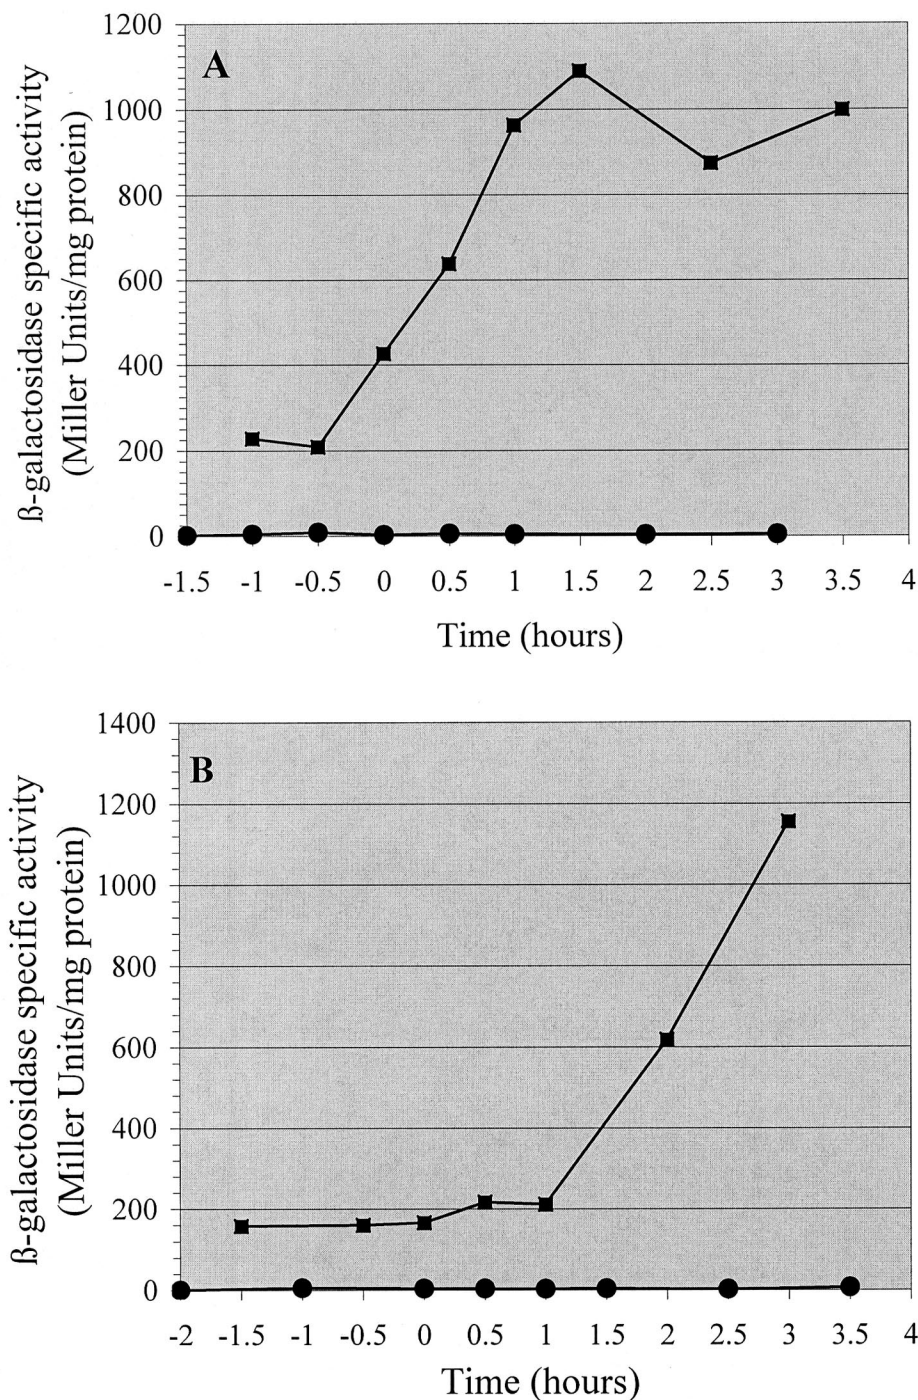 A
ß-galactosidase specific activity
(Miller Units/mg protein)
1200
1000
800
600
400
200
0
-1.5 -1 -0.5 0 0.5 1 1.5 2 2.5 3 3.5 4
Time (hours)
B
ß-galactosidase specific activity
(Miller Units/mg protein)
1400
1200
1000
800
600
400
200
0
-2 -1.5 -1 -0.5 0 0.5 1 1.5 2 2.5 3 3.5 4
Time (hours)